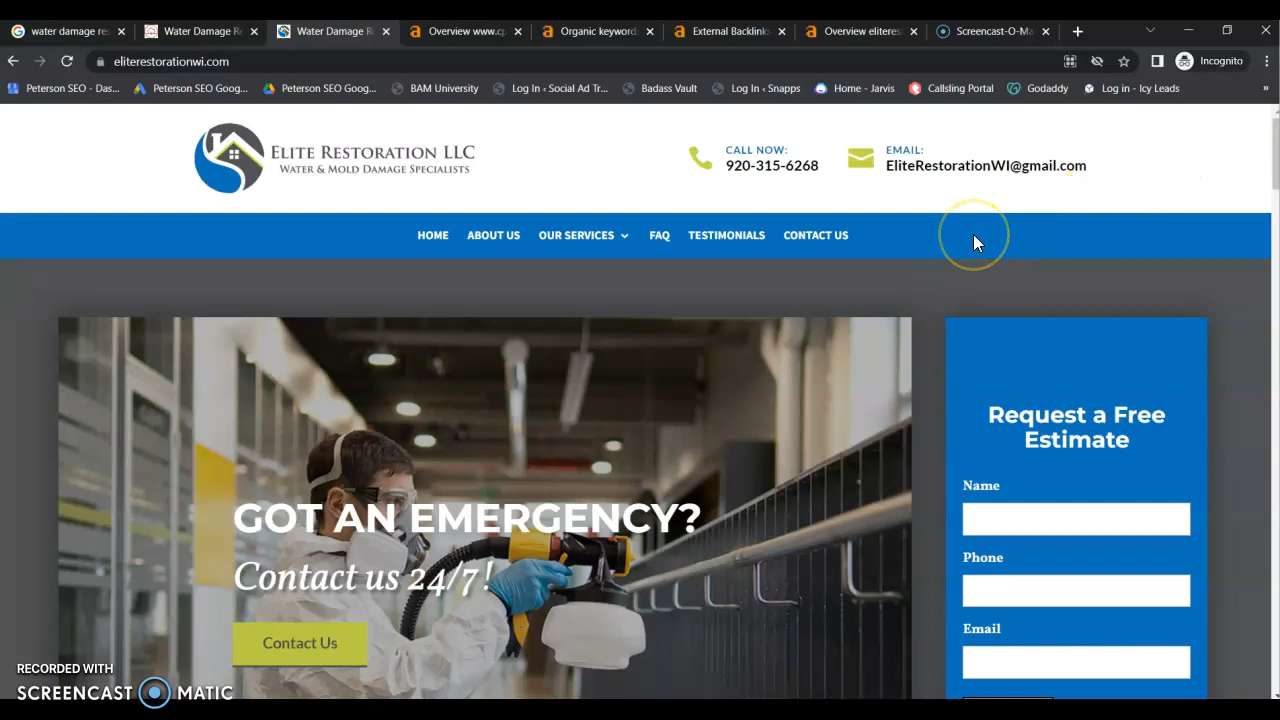 water damage res
Water Damage Re
Water Damage R
Overview www.cp
Organic keyword
External Backlink
Overview eliteres
Screencast-O-Ma
eliterestorationwi.com
Incognito
Peterson SEO - Das...
Peterson SEO Goog...
Peterson SEO Goog...
BAM University
Log In ‹ Social Ad Tr...
Badass Vault
Log In ‹ Snapps
Home - Jarvis
Callsling Portal
Godaddy
Log in - Icy Leads
»
ELITE RESTORATION LLC
WATER & MOLD DAMAGE SPECIALISTS
CALL NOW:
920-315-6268
EMAIL:
EliteRestorationWI@gmail.com
HOME ABOUT US OUR SERVICES FAQ TESTIMONIALS CONTACT US
GOT AN EMERGENCY?
Contact us 24/7!
Contact Us
Request a Free
Estimate
Name
Phone
Email
RECORDED WITH
SCREENCAST MATIC